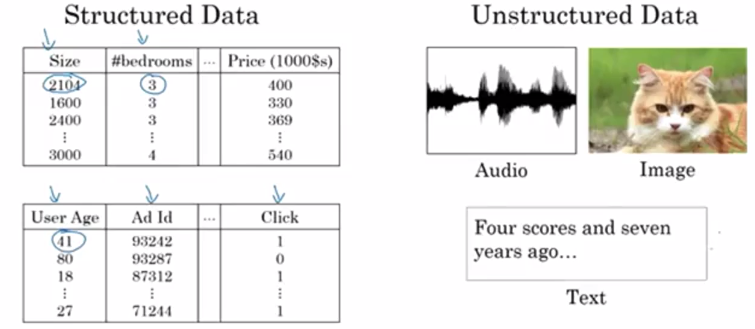 Structured Data
Size #bedrooms ... Price (1000$s)
2104 3 400
1600 3 330
2400 3 369
⋮ ⋮ ⋮
3000 4 540
User Age Ad Id ... Click
41 93242 1
80 93287 0
18 87312 1
⋮ ⋮ ⋮
27 71244 1
Unstructured Data
Audio
Image
Four scores and seven
years ago...
Text